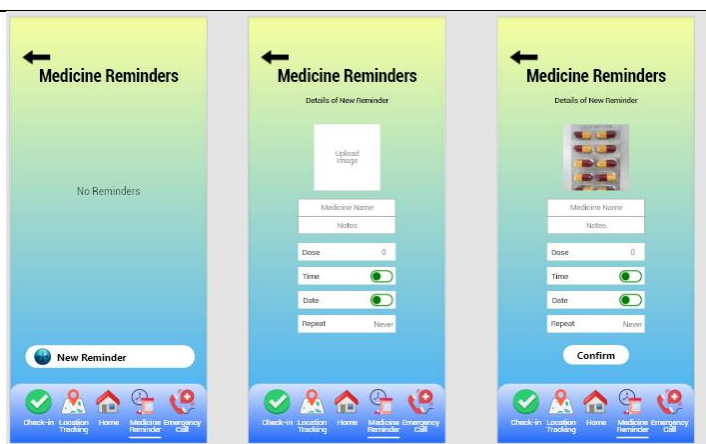 Medicine Reminders
No Reminders
New Reminder
Check-in
Location
Tracking
Home
Medicine
Reminder
Emergency
Call
Medicine Reminders
Details of New Reminder
Upload
Image
Medicine Name
Notes
Dose 0
Time
Date
Repeat Never
Check-in
Location
Tracking
Home
Medicine
Reminder
Emergency
Call
Medicine Reminders
Details of New Reminder
Medicine Name
Notes
Dose 0
Time
Date
Repeat Never
Confirm
Check-in
Location
Tracking
Home
Medicine
Reminder
Emergency
Call